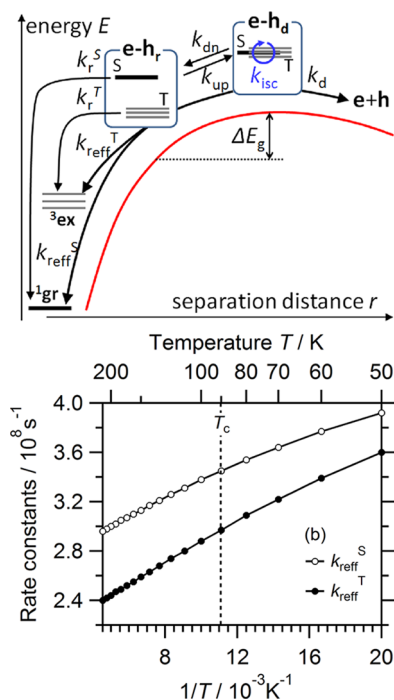 energy E
e-hr
S
T
krS
krT
kreffT
kdn
kup
e-hd
S
T
kisc
kd
e+h
ΔEg
3ex
kreffS
1gr
separation distance r
Temperature T / K
200 100 80 70 60 50
Tc
Rate constants / 10^8 s^-1
4.0
3.6
3.2
2.8
2.4
(b)
kreffS
kreffT
8 12 16 20
1/T / 10^-3K^-1